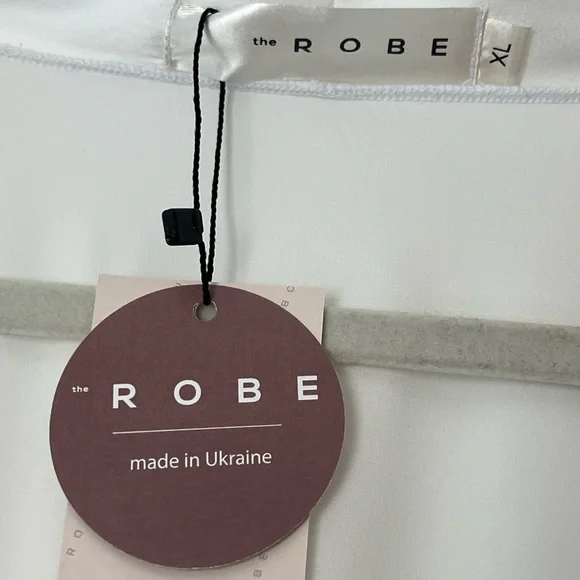 the ROBE
XL
the ROBE
made in Ukraine